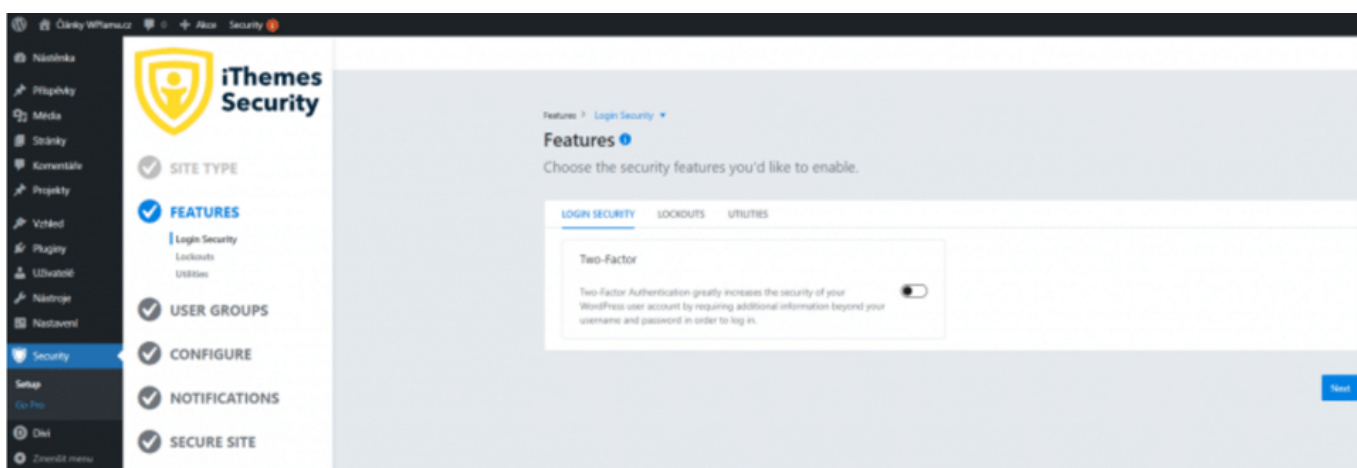 Články WPlama.cz 0 + Akce Security
Nástěnka
Příspěvky
Média
Stránky
Komentáře
Projekty
Vzhled
Pluginy
Uživatelé
Nástroje
Nastavení
Security
Setup
Go Pro
Divi
Zmenšit menu
iThemes
Security
SITE TYPE
FEATURES
Login Security
Lockouts
Utilities
USER GROUPS
CONFIGURE
NOTIFICATIONS
SECURE SITE
Features > Login Security
Features
Choose the security features you'd like to enable.
LOGIN SECURITY LOCKOUTS UTILITIES
Two-Factor
Two-Factor Authentication greatly increases the security of your
WordPress user account by requiring additional information beyond your
username and password in order to log in.
Next